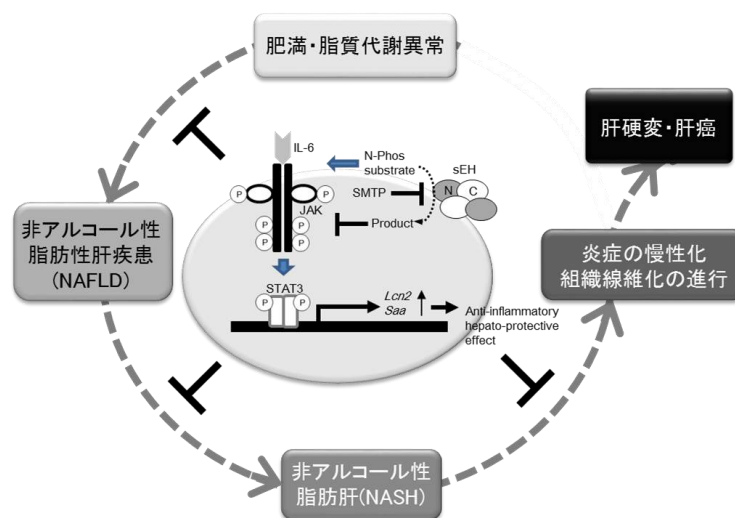 肥満・脂質代謝異常
肝硬変・肝癌
IL-6
N-Phos
substrate
sEH
P
P
N
C
SMTP
JAK
P
P
Product
P
P
非アルコール性
脂肪性肝疾患
(NAFLD)
炎症の慢性化
組織線維化の進行
STAT3
P
P
Lcn2
Saa
Anti-inflammatory
hepato-protective
effect
非アルコール性
脂肪肝(NASH)